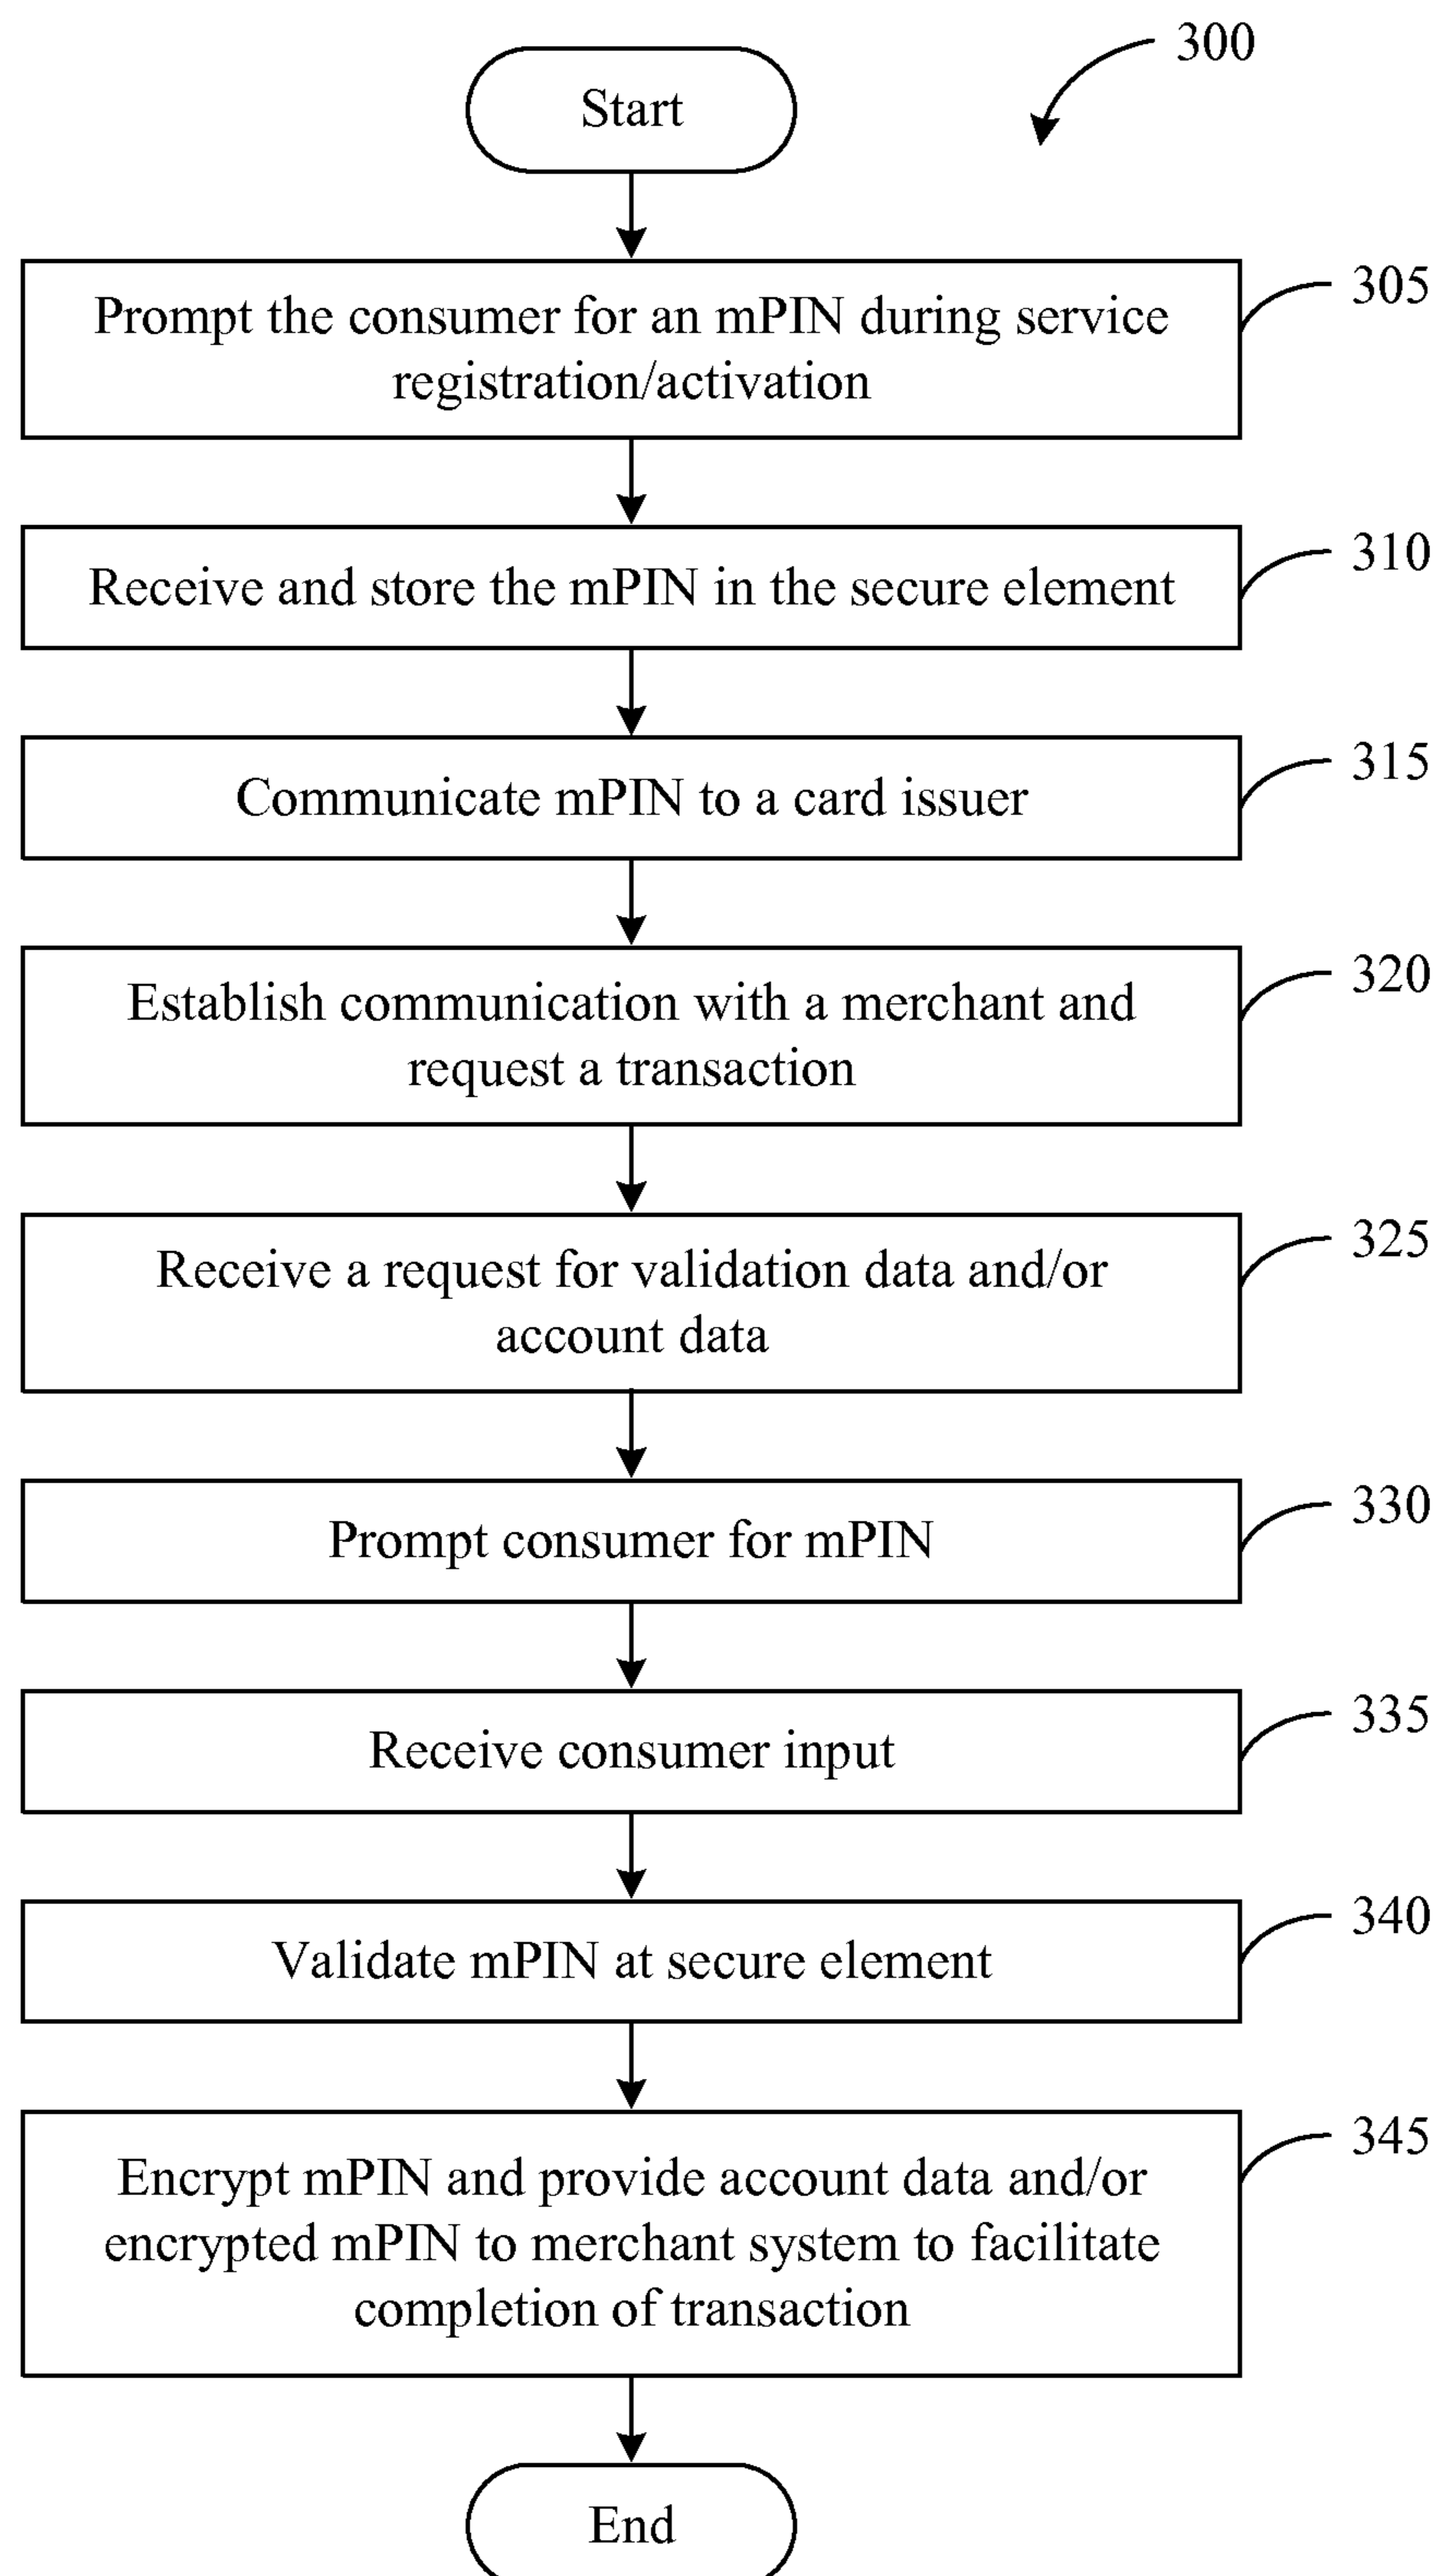 300
Start
Prompt the consumer for an mPIN during service
registration/activation
305
Receive and store the mPIN in the secure element
310
Communicate mPIN to a card issuer
315
Establish communication with a merchant and
request a transaction
320
Receive a request for validation data and/or
account data
325
Prompt consumer for mPIN
330
Receive consumer input
335
Validate mPIN at secure element
340
Encrypt mPIN and provide account data and/or
encrypted mPIN to merchant system to facilitate
completion of transaction
345
End